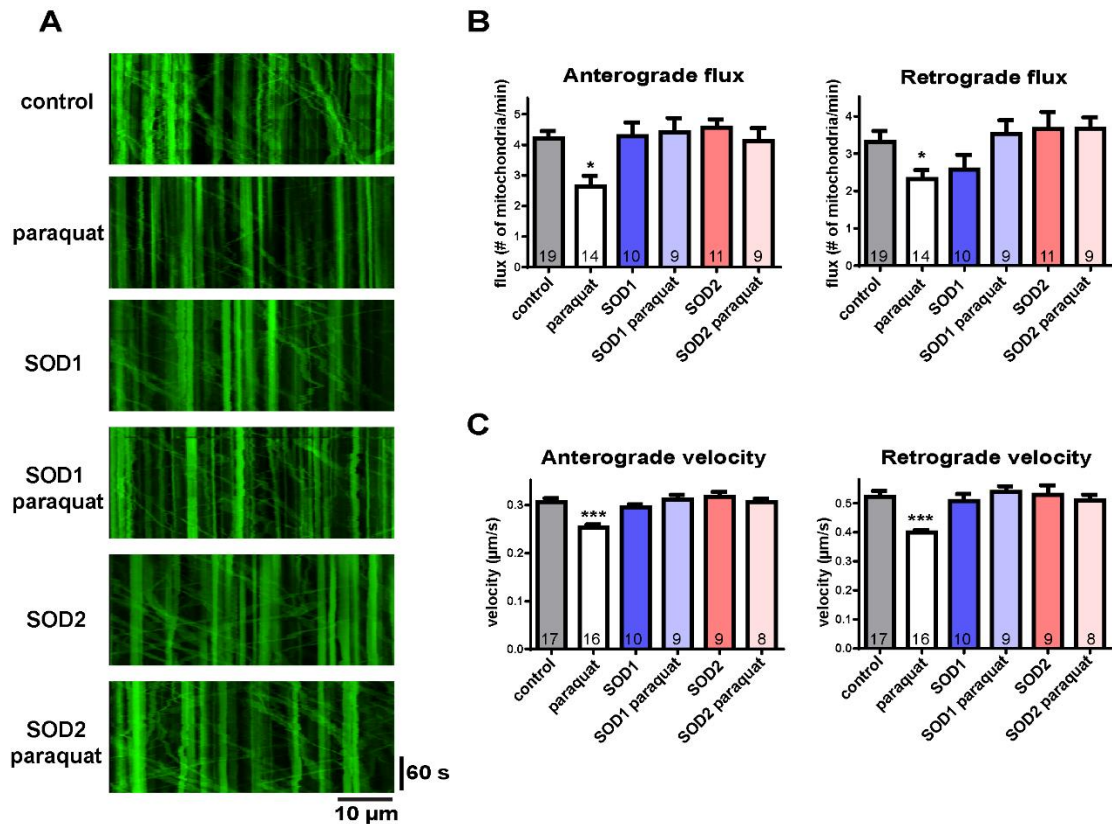 A
control
paraquat
SOD1
SOD1
paraquat
SOD2
SOD2
paraquat
60 s
10 µm
B
Anterograde flux
flux (# of mitochondria/min)
5
4
3
2
1
0
*
19
14
10
9
11
9
control
paraquat
SOD1
SOD1 paraquat
SOD2
SOD2 paraquat
Retrograde flux
flux (# of mitochondria/min)
4
3
2
1
0
*
19
14
10
9
11
9
control
paraquat
SOD1
SOD1 paraquat
SOD2
SOD2 paraquat
C
Anterograde velocity
velocity (µm/s)
0.3
0.2
0.1
0.0
***
17
16
10
9
9
8
control
paraquat
SOD1
SOD1 paraquat
SOD2
SOD2 paraquat
Retrograde velocity
velocity (µm/s)
0.5
0.4
0.3
0.2
0.1
0.0
***
17
16
10
9
9
8
control
paraquat
SOD1
SOD1 paraquat
SOD2
SOD2 paraquat